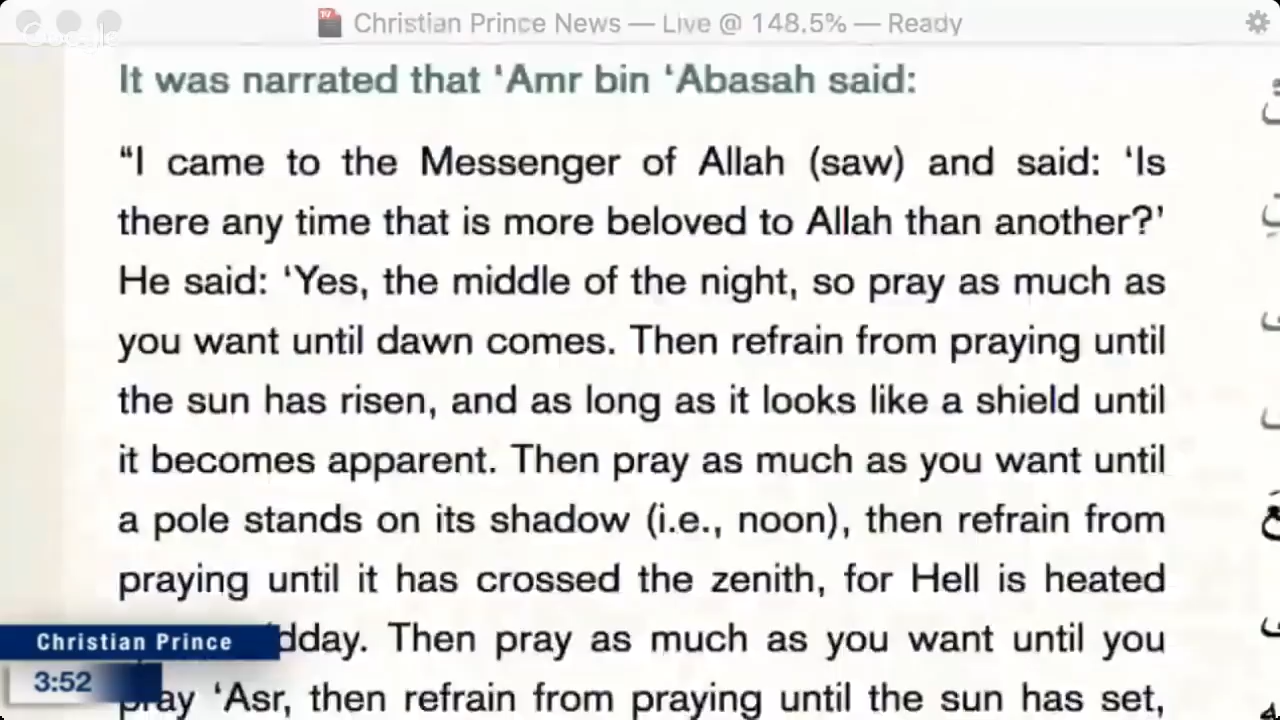 Christian Prince News — Live @ 148.5% — Ready
Google
It was narrated that ‘Amr bin ‘Abasah said:
“I came to the Messenger of Allah (saw) and said: ‘Is
there any time that is more beloved to Allah than another?’
He said: ‘Yes, the middle of the night, so pray as much as
you want until dawn comes. Then refrain from praying until
the sun has risen, and as long as it looks like a shield until
it becomes apparent. Then pray as much as you want until
a pole stands on its shadow (i.e., noon), then refrain from
praying until it has crossed the zenith, for Hell is heated
dday. Then pray as much as you want until you
pray ‘Asr, then refrain from praying until the sun has set,
Christian Prince
3:52